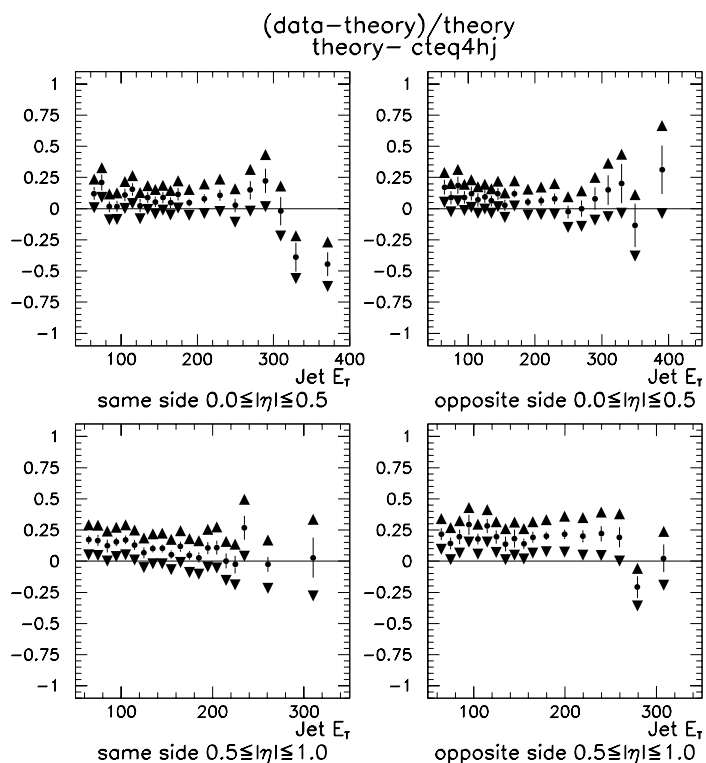 (data-theory)/theory
theory- cteq4hj
1
0.75
0.5
0.25
0
-0.25
-0.5
-0.75
-1
100 200 300 400
Jet E_T
same side 0.0≦|η|≦0.5
1
0.75
0.5
0.25
0
-0.25
-0.5
-0.75
-1
100 200 300 400
Jet E_T
opposite side 0.0≦|η|≦0.5
1
0.75
0.5
0.25
0
-0.25
-0.5
-0.75
-1
100 200 300
Jet E_T
same side 0.5≦|η|≦1.0
1
0.75
0.5
0.25
0
-0.25
-0.5
-0.75
-1
100 200 300
Jet E_T
opposite side 0.5≦|η|≦1.0